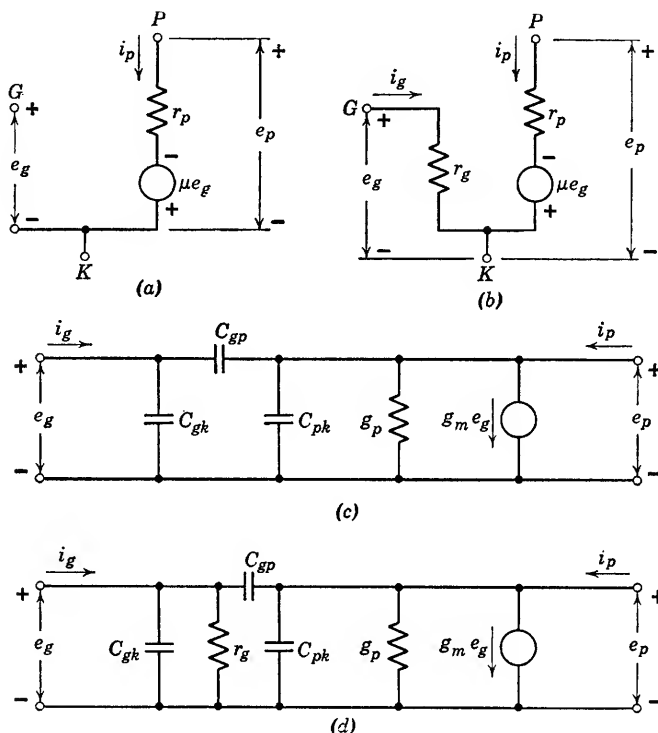 P
i_p
+
G
+
r_p
e_g
-
μe_g
+
e_p
-
-
K
(a)
P
i_p
+
i_g
G
+
r_p
e_g
r_g
-
μe_g
+
e_p
-
K
-
(b)
i_g
C_gp
i_p
+
+
e_g
C_gk
C_pk
g_p
g_m e_g
e_p
-
-
(c)
i_g
C_gp
i_p
+
+
e_g
C_gk
r_g
C_pk
g_p
g_m e_g
e_p
-
-
(d)